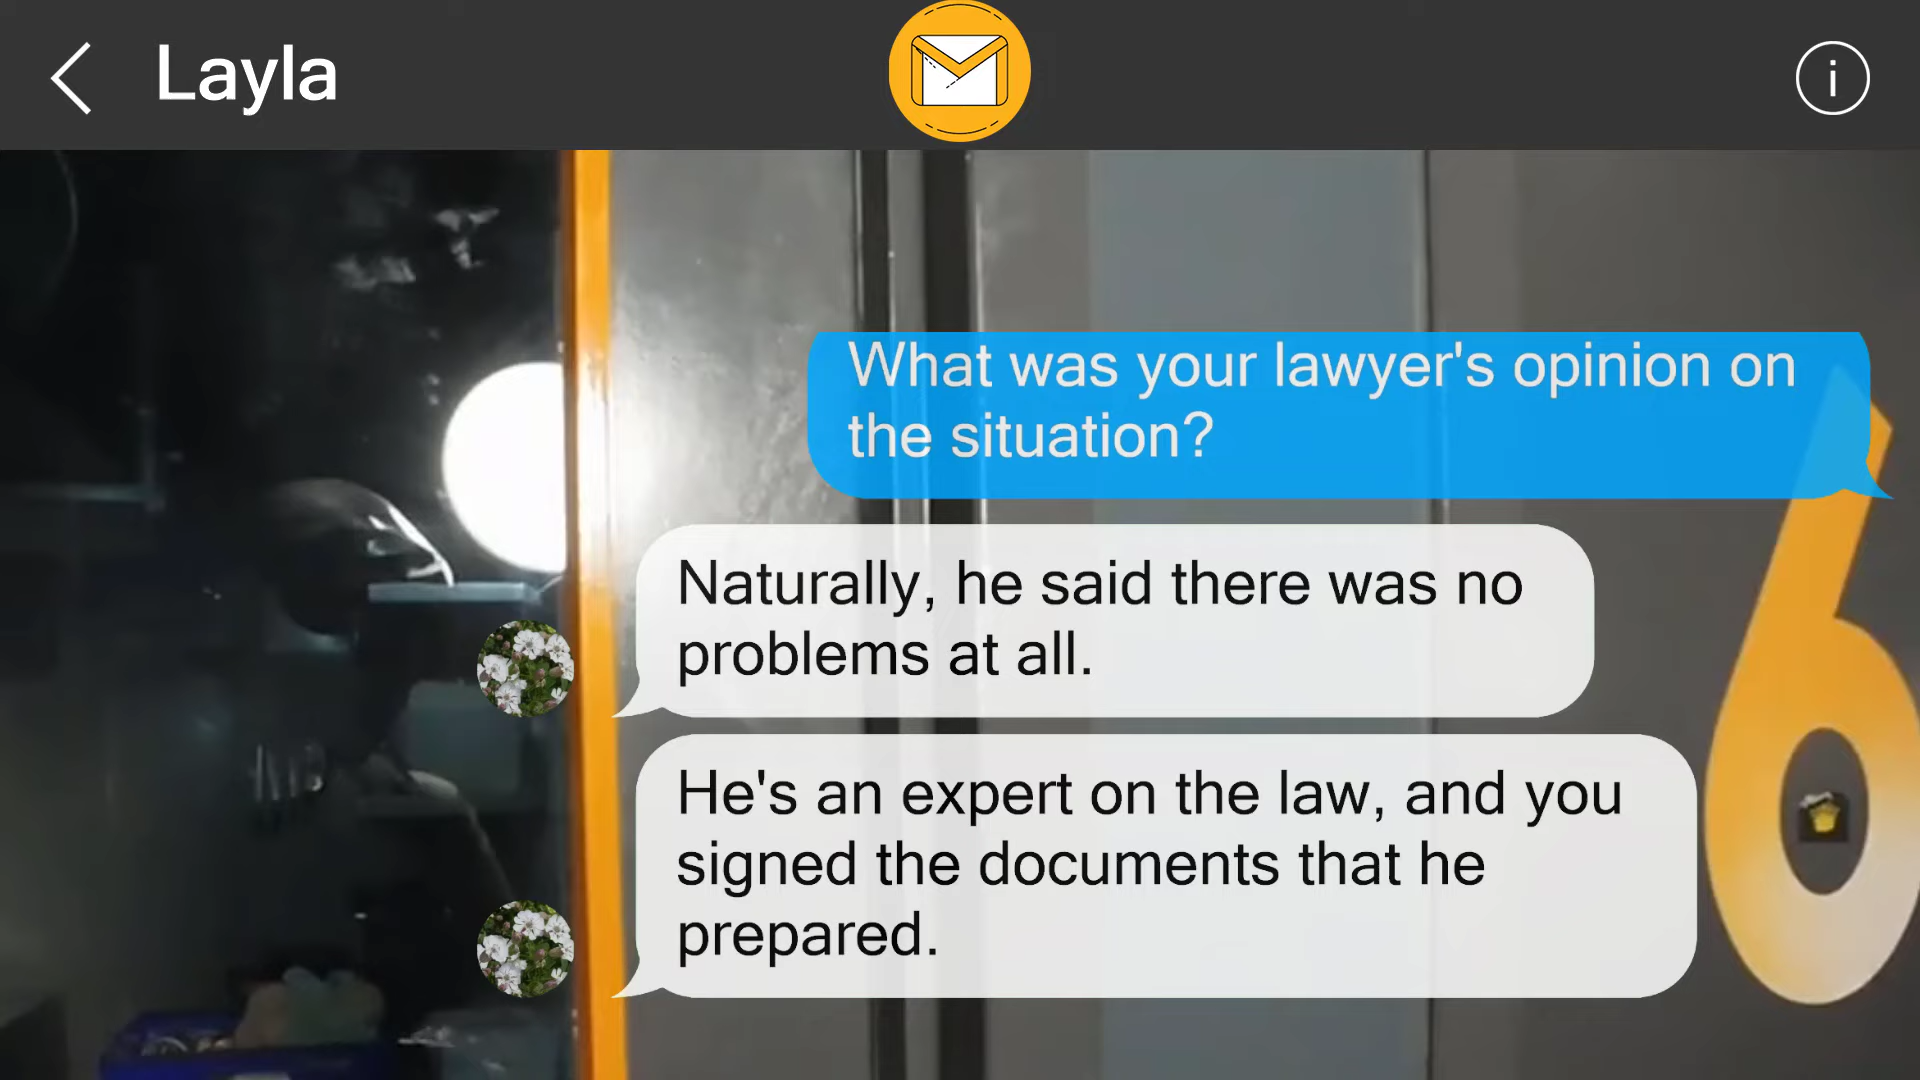 Layla
i
What was your lawyer's opinion on
the situation?
Naturally, he said there was no
problems at all.
He's an expert on the law, and you
signed the documents that he
prepared.
6